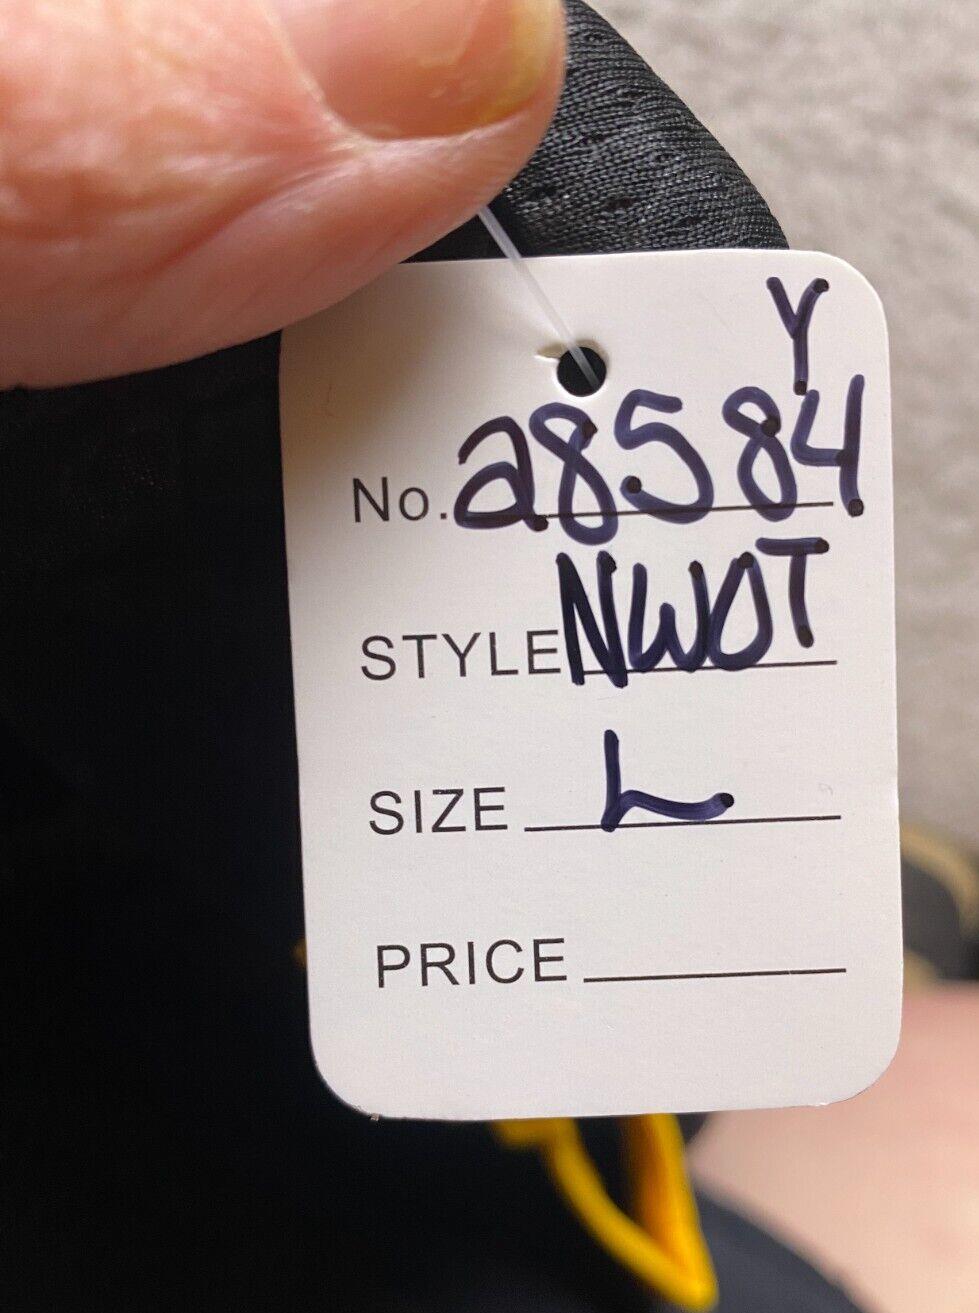 Y
No. 28584
STYLE NWOT
SIZE L
PRICE